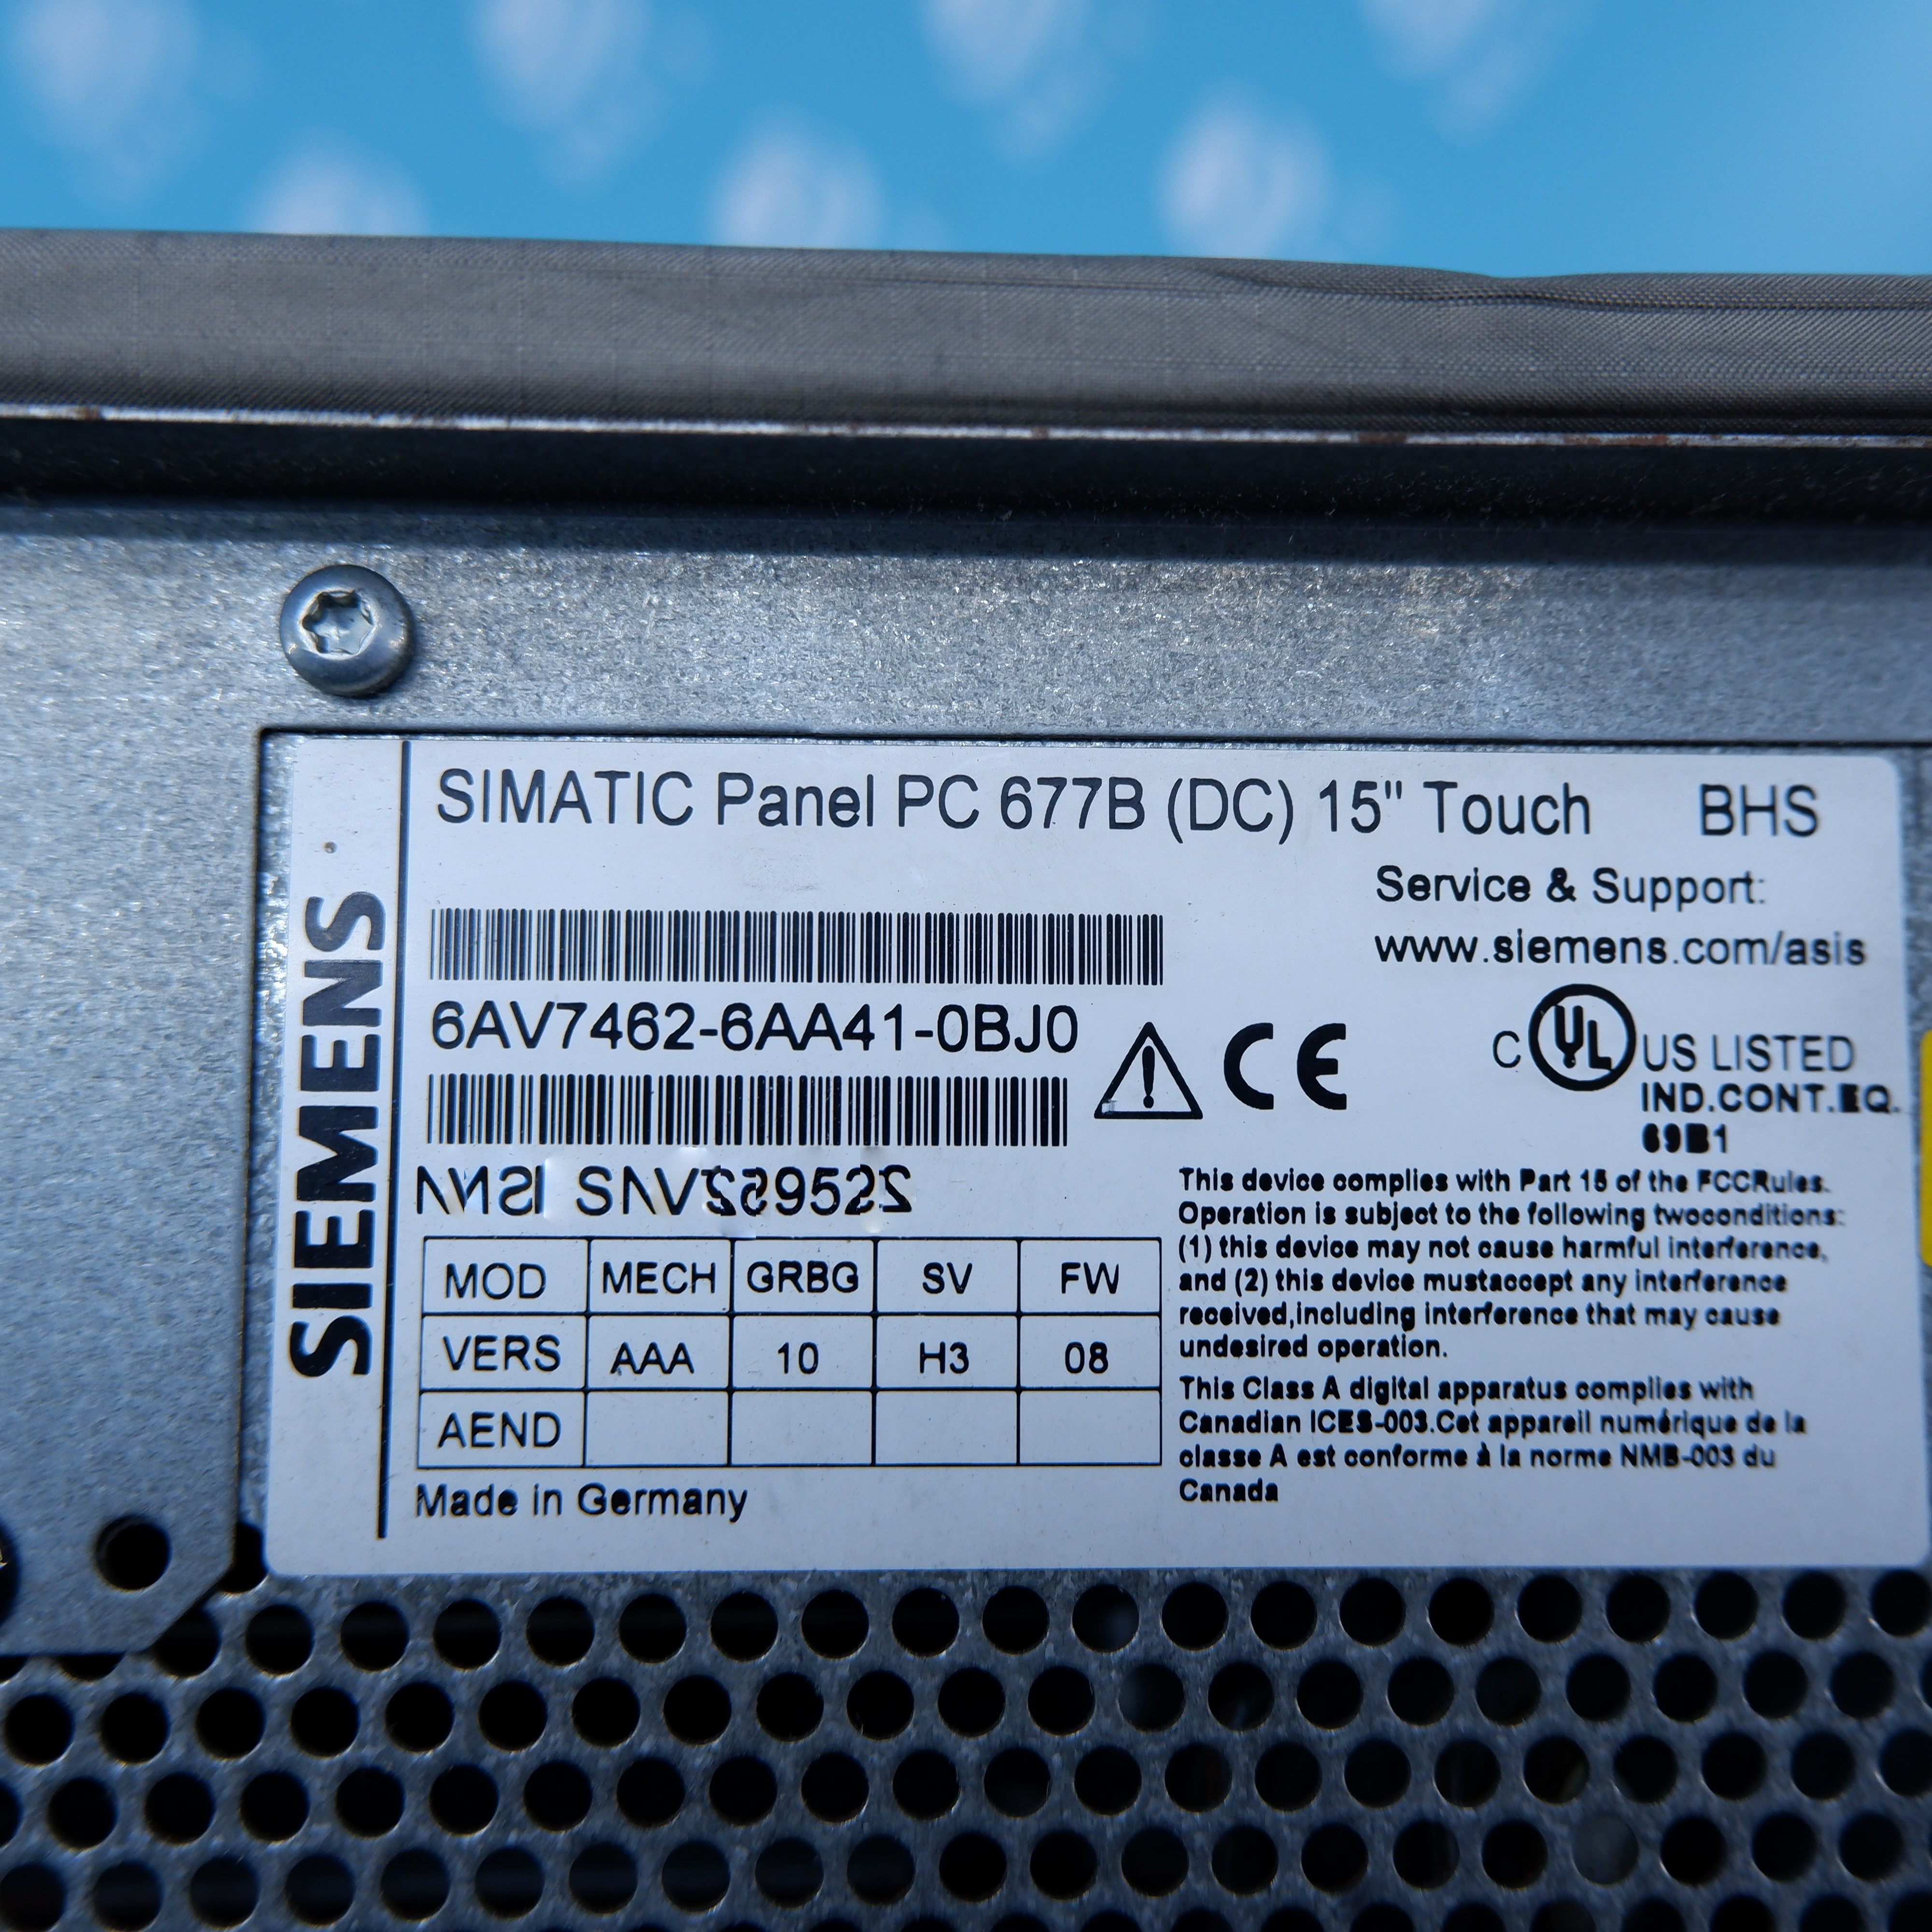 SIEMENS
SIMATIC Panel PC 677B (DC) 15" Touch BHS
Service & Support:
www.siemens.com/asis
6AV7462-6AA41-0BJ0
CE
C UL US LISTED
IND.CONT.EQ.
69B1
MOD MECH GRBG SV FW
VERS AAA 10 H3 08
AEND
Made in Germany
This device complies with Part 15 of the FCCRules.
Operation is subject to the following twoconditions:
(1) this device may not cause harmful interference,
and (2) this device mustaccept any interference
received,including interference that may cause
undesired operation.
This Class A digital apparatus complies with
Canadian ICES-003.Cet appareil numérique de la
classe A est conforme à la norme NMB-003 du
Canada